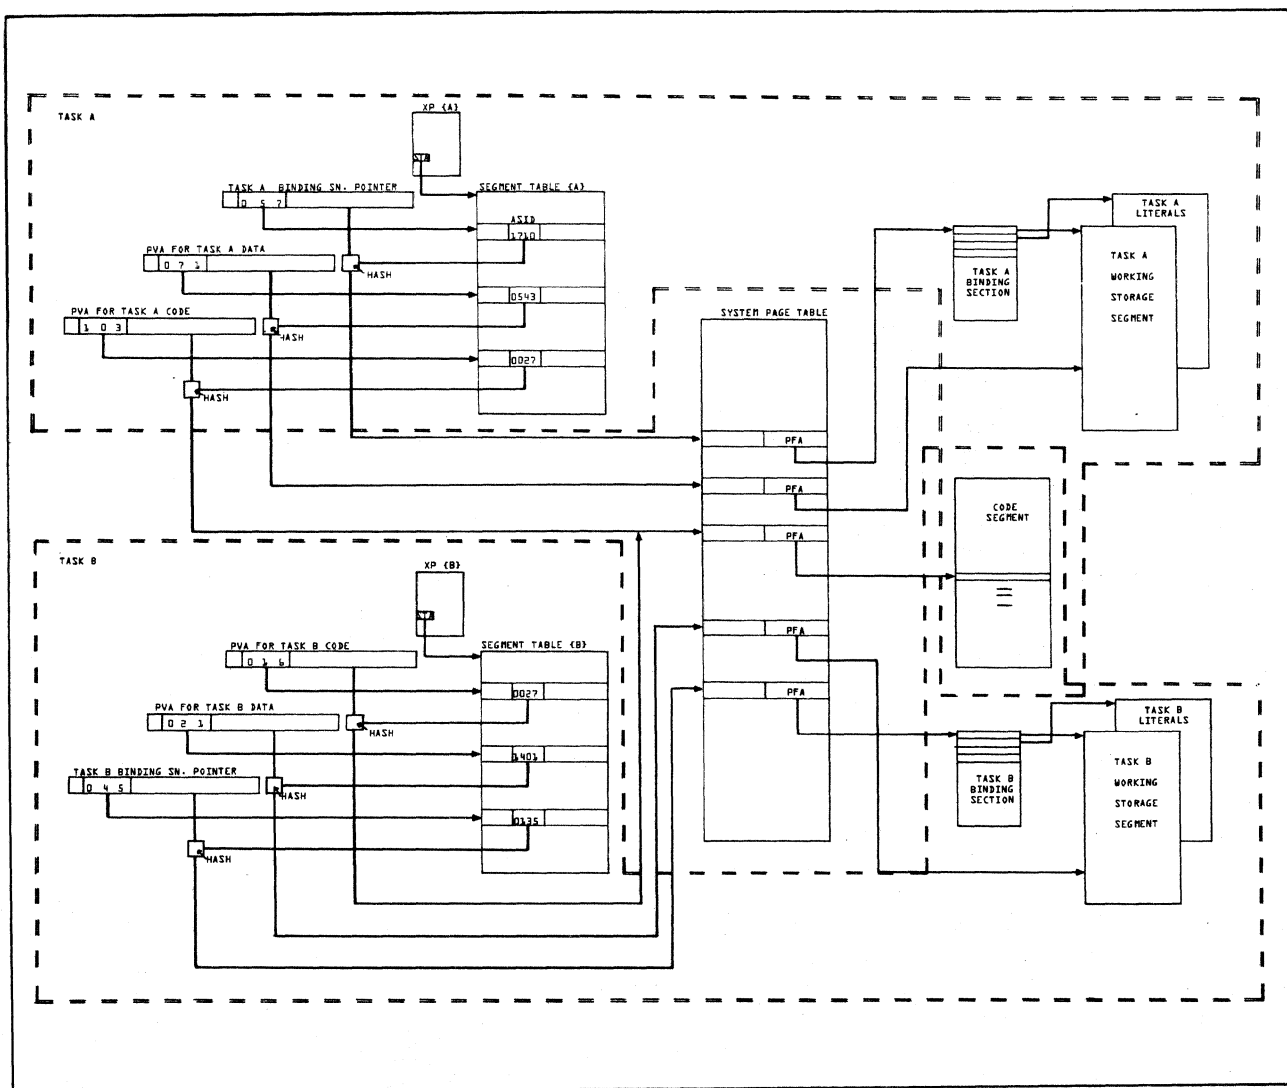 TASK A
XP {A}
STA
TASK A BINDING SN. POINTER
0 5 7
SEGMENT TABLE {A}
ASID
1710
PVA FOR TASK A DATA
0 7 1
HASH
0543
PVA FOR TASK A CODE
1 0 3
HASH
0027
HASH
SYSTEM PAGE TABLE
PFA
PFA
PFA
PFA
PFA
TASK A
LITERALS
TASK A
WORKING
STORAGE
SEGMENT
TASK A
BINDING
SECTION
CODE
SEGMENT
TASK B
XP {B}
STA
PVA FOR TASK B CODE
0 1 6
SEGMENT TABLE {B}
0027
PVA FOR TASK B DATA
0 2 1
HASH
1401
TASK B BINDING SN. POINTER
0 4 5
HASH
0135
HASH
TASK B
LITERALS
TASK B
WORKING
STORAGE
SEGMENT
TASK B
BINDING
SECTION